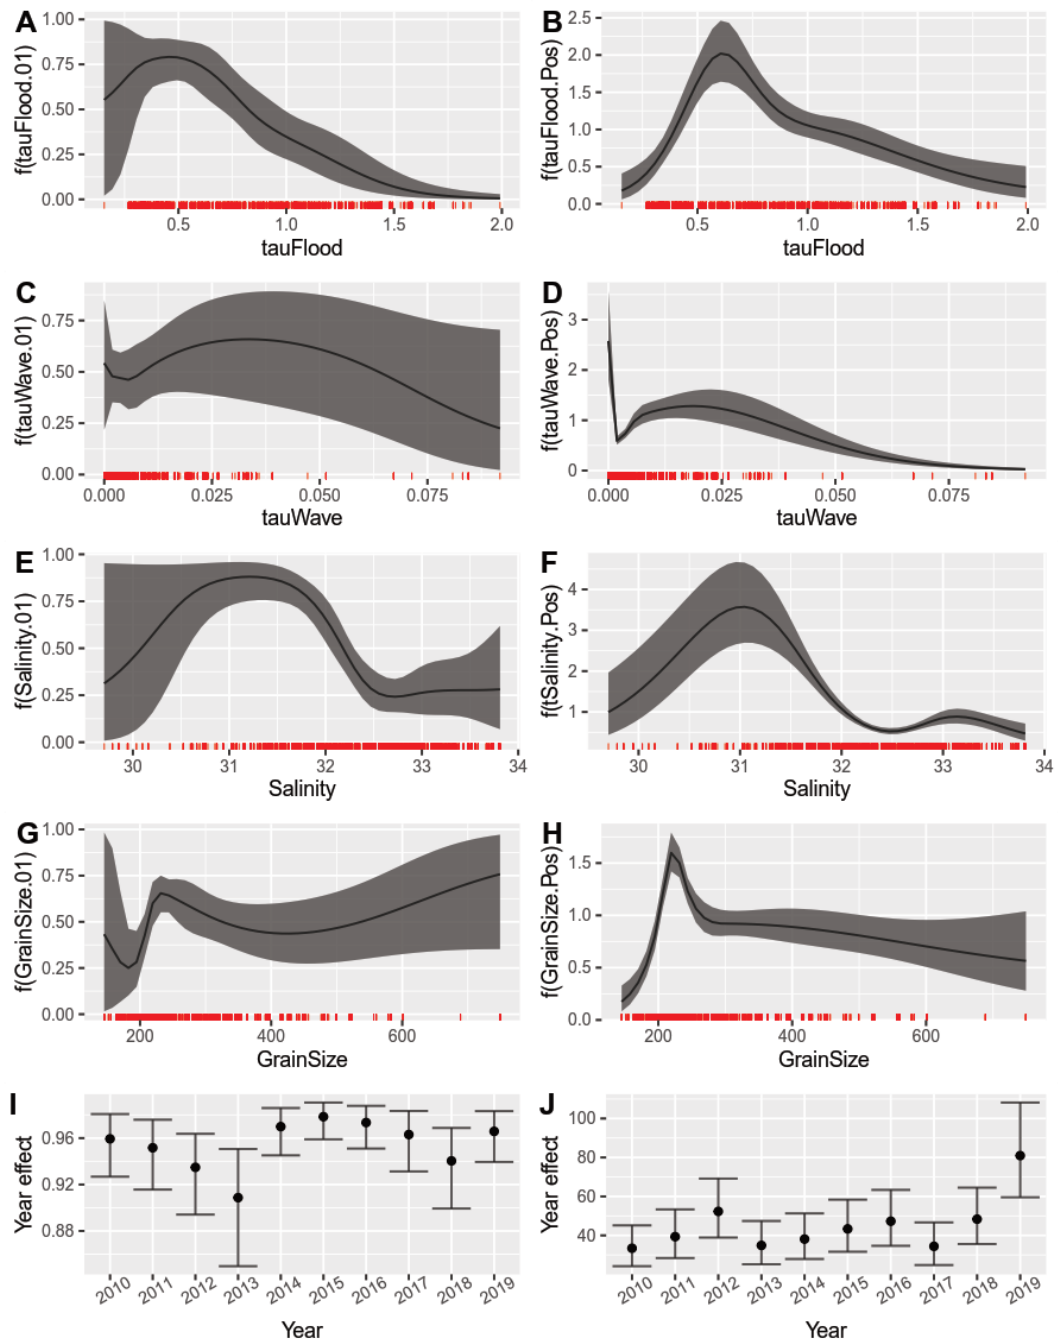 A
f(tauFlood.01)
1.00
0.75
0.50
0.25
0.00
0.5 1.0 1.5 2.0
tauFlood
B
f(tauFlood.Pos)
2.5
2.0
1.5
1.0
0.5
0.0
0.5 1.0 1.5 2.0
tauFlood
C
f(tauWave.01)
0.75
0.50
0.25
0.00
0.000 0.025 0.050 0.075
tauWave
D
f(tauWave.Pos)
3
2
1
0
0.000 0.025 0.050 0.075
tauWave
E
f(Salinity.01)
1.00
0.75
0.50
0.25
0.00
30 31 32 33 34
Salinity
F
f(tSalinity.Pos)
4
3
2
1
30 31 32 33 34
Salinity
G
f(GrainSize.01)
1.00
0.75
0.50
0.25
0.00
200 400 600
GrainSize
H
f(GrainSize.Pos)
1.5
1.0
0.5
0.0
200 400 600
GrainSize
I
Year effect
0.96
0.92
0.88
2010 2011 2012 2013 2014 2015 2016 2017 2018 2019
Year
J
Year effect
100
80
60
40
2010 2011 2012 2013 2014 2015 2016 2017 2018 2019
Year